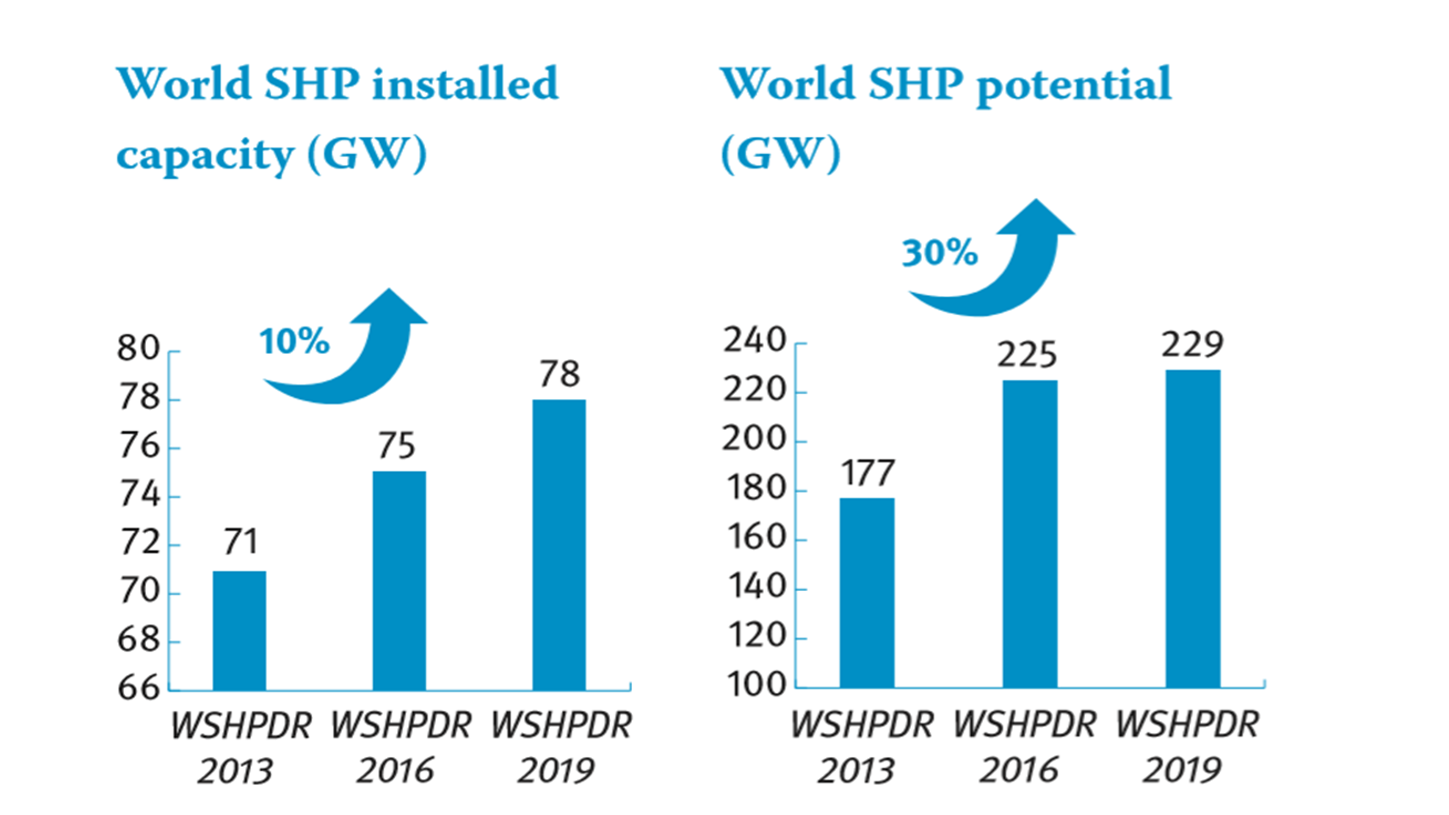 World SHP installed
capacity (GW)
10%
80
78
76
74
72
70
68
66
71
75
78
WSHPDR 2013
WSHPDR 2016
WSHPDR 2019
World SHP potential
(GW)
30%
240
220
200
180
160
140
120
100
177
225
229
WSHPDR 2013
WSHPDR 2016
WSHPDR 2019